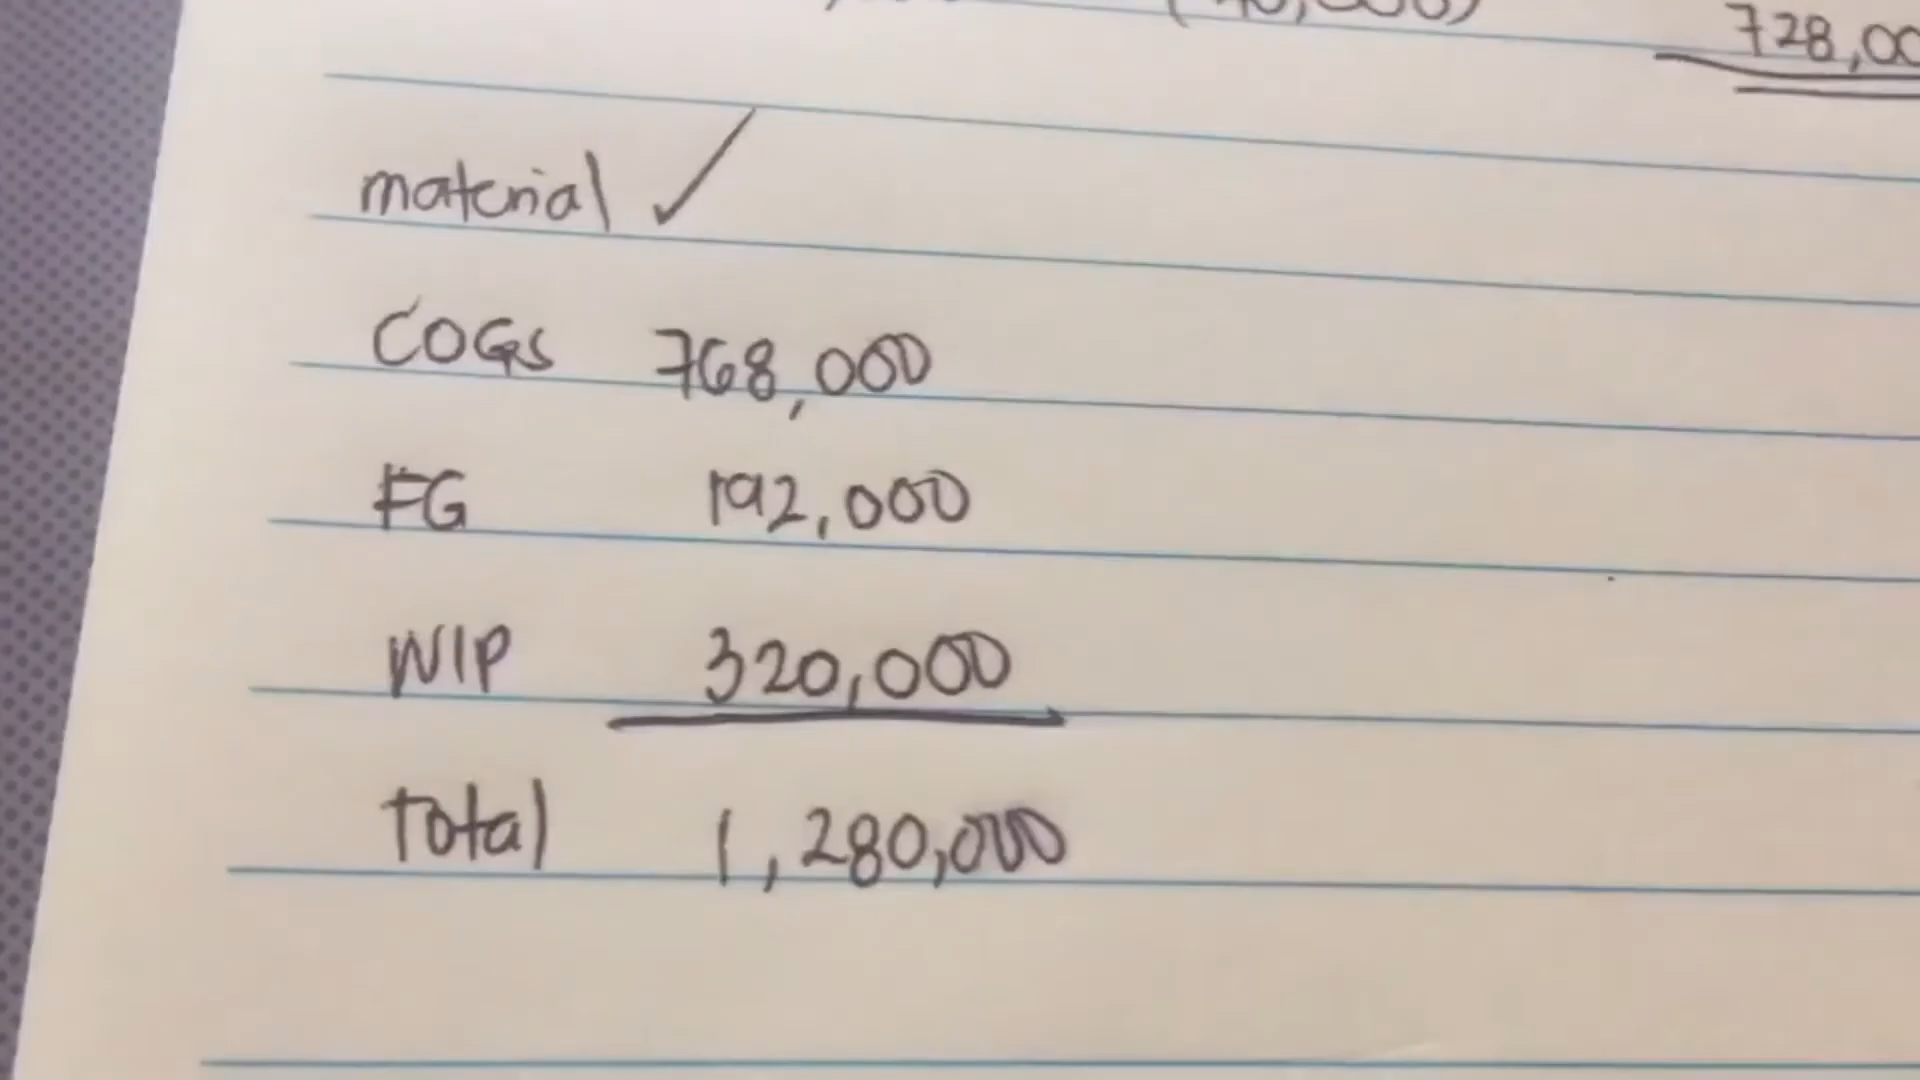 728,00
material ✓
COGS 768,000
FG 192,000
WIP 320,000
Total 1,280,000